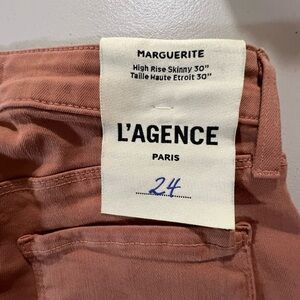 MARGUERITE
High Rise Skinny 30"
Taille Haute Etroit 30"
L'AGENCE
PARIS
24